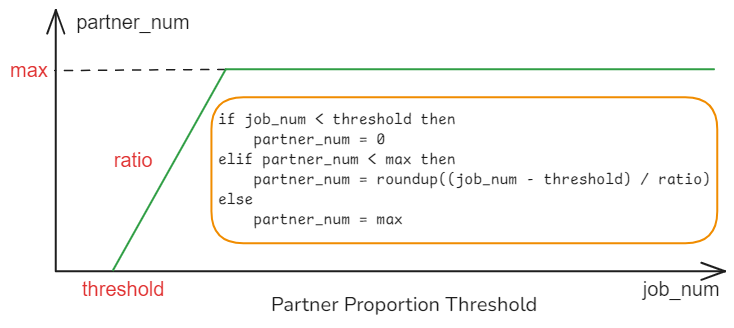 partner_num
max
if job_num < threshold then
    partner_num = 0
elif partner_num < max then
    partner_num = roundup((job_num - threshold) / ratio)
else
    partner_num = max
ratio
threshold
job_num
Partner Proportion Threshold